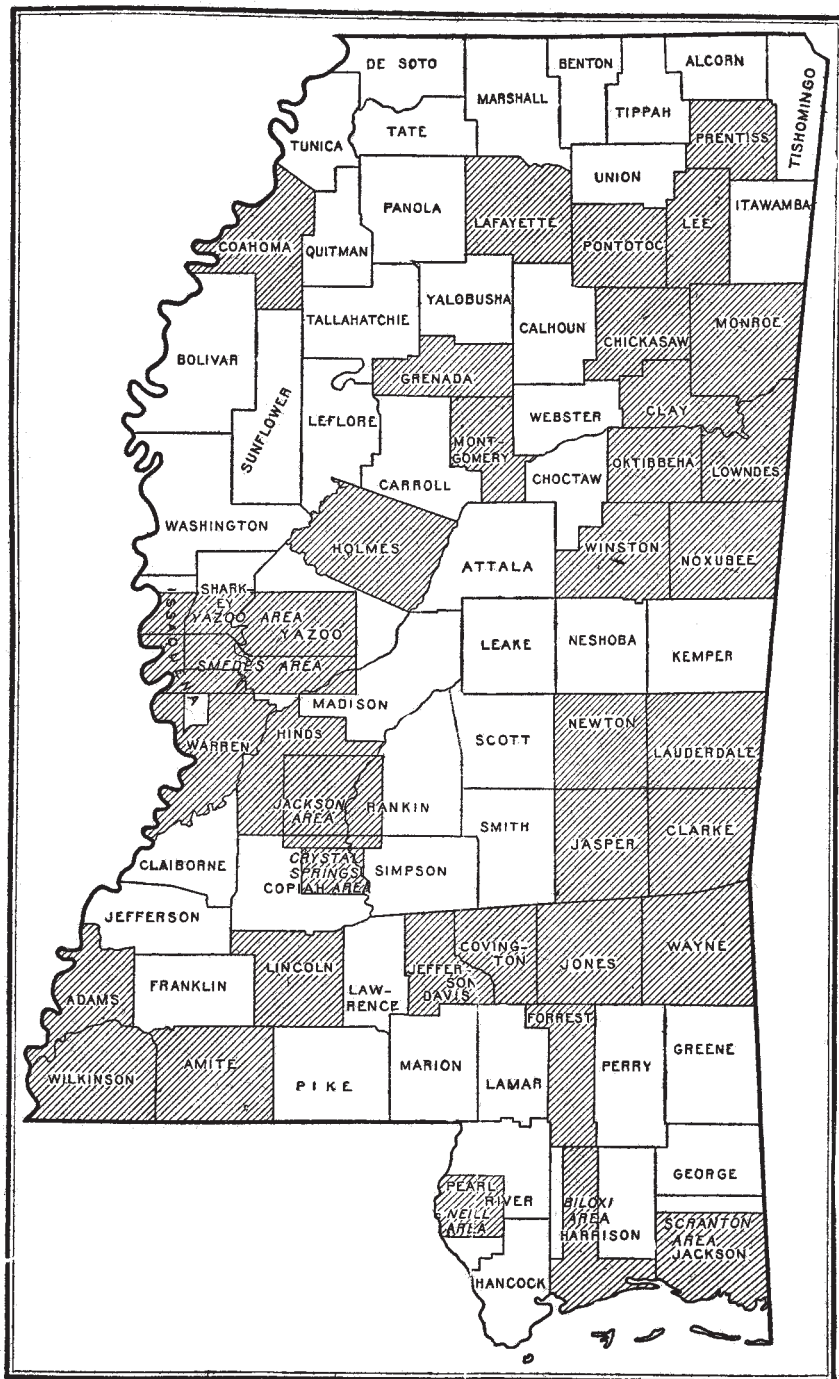 DE SOTO
BENTON
ALCORN
MARSHALL
TIPPAH
TISHOMINGO
TUNICA
TATE
PRENTISS
UNION
PANOLA
LAFAYETTE
ITAWAMBA
COAHOMA
QUITMAN
PONTOTOC
LEE
YALOBUSHA
TALLAHATCHIE
CALHOUN
MONROE
CHICKASAW
BOLIVAR
GRENADA
SUNFLOWER
LEFLORE
WEBSTER
CLAY
MONT-
GOMERY
OKTIBBEHA
LOWNDES
CARROLL
CHOCTAW
WASHINGTON
HOLMES
WINSTON
NOXUBEE
ATTALA
SHARK-
EY
ISSAQUENA
YAZOO AREA
YAZOO
LEAKE
NESHOBA
KEMPER
SMEDES AREA
MADISON
WARREN
HINDS
NEWTON
SCOTT
LAUDERDALE
JACKSON
AREA
RANKIN
SMITH
JASPER
CLARKE
CLAIBORNE
CRYSTAL
SPRINGS
COPIAH AREA
SIMPSON
JEFFERSON
COVING-
TON
JONES
WAYNE
LINCOLN
JEFFER-
SON
DAVIS
FRANKLIN
LAW-
RENCE
ADAMS
FORREST
GREENE
WILKINSON
AMITE
PIKE
MARION
LAMAR
PERRY
GEORGE
PEARL
RIVER
NEILL
AREA
BILOXI
AREA
HARRISON
SCRANTON
AREA
JACKSON
HANCOCK